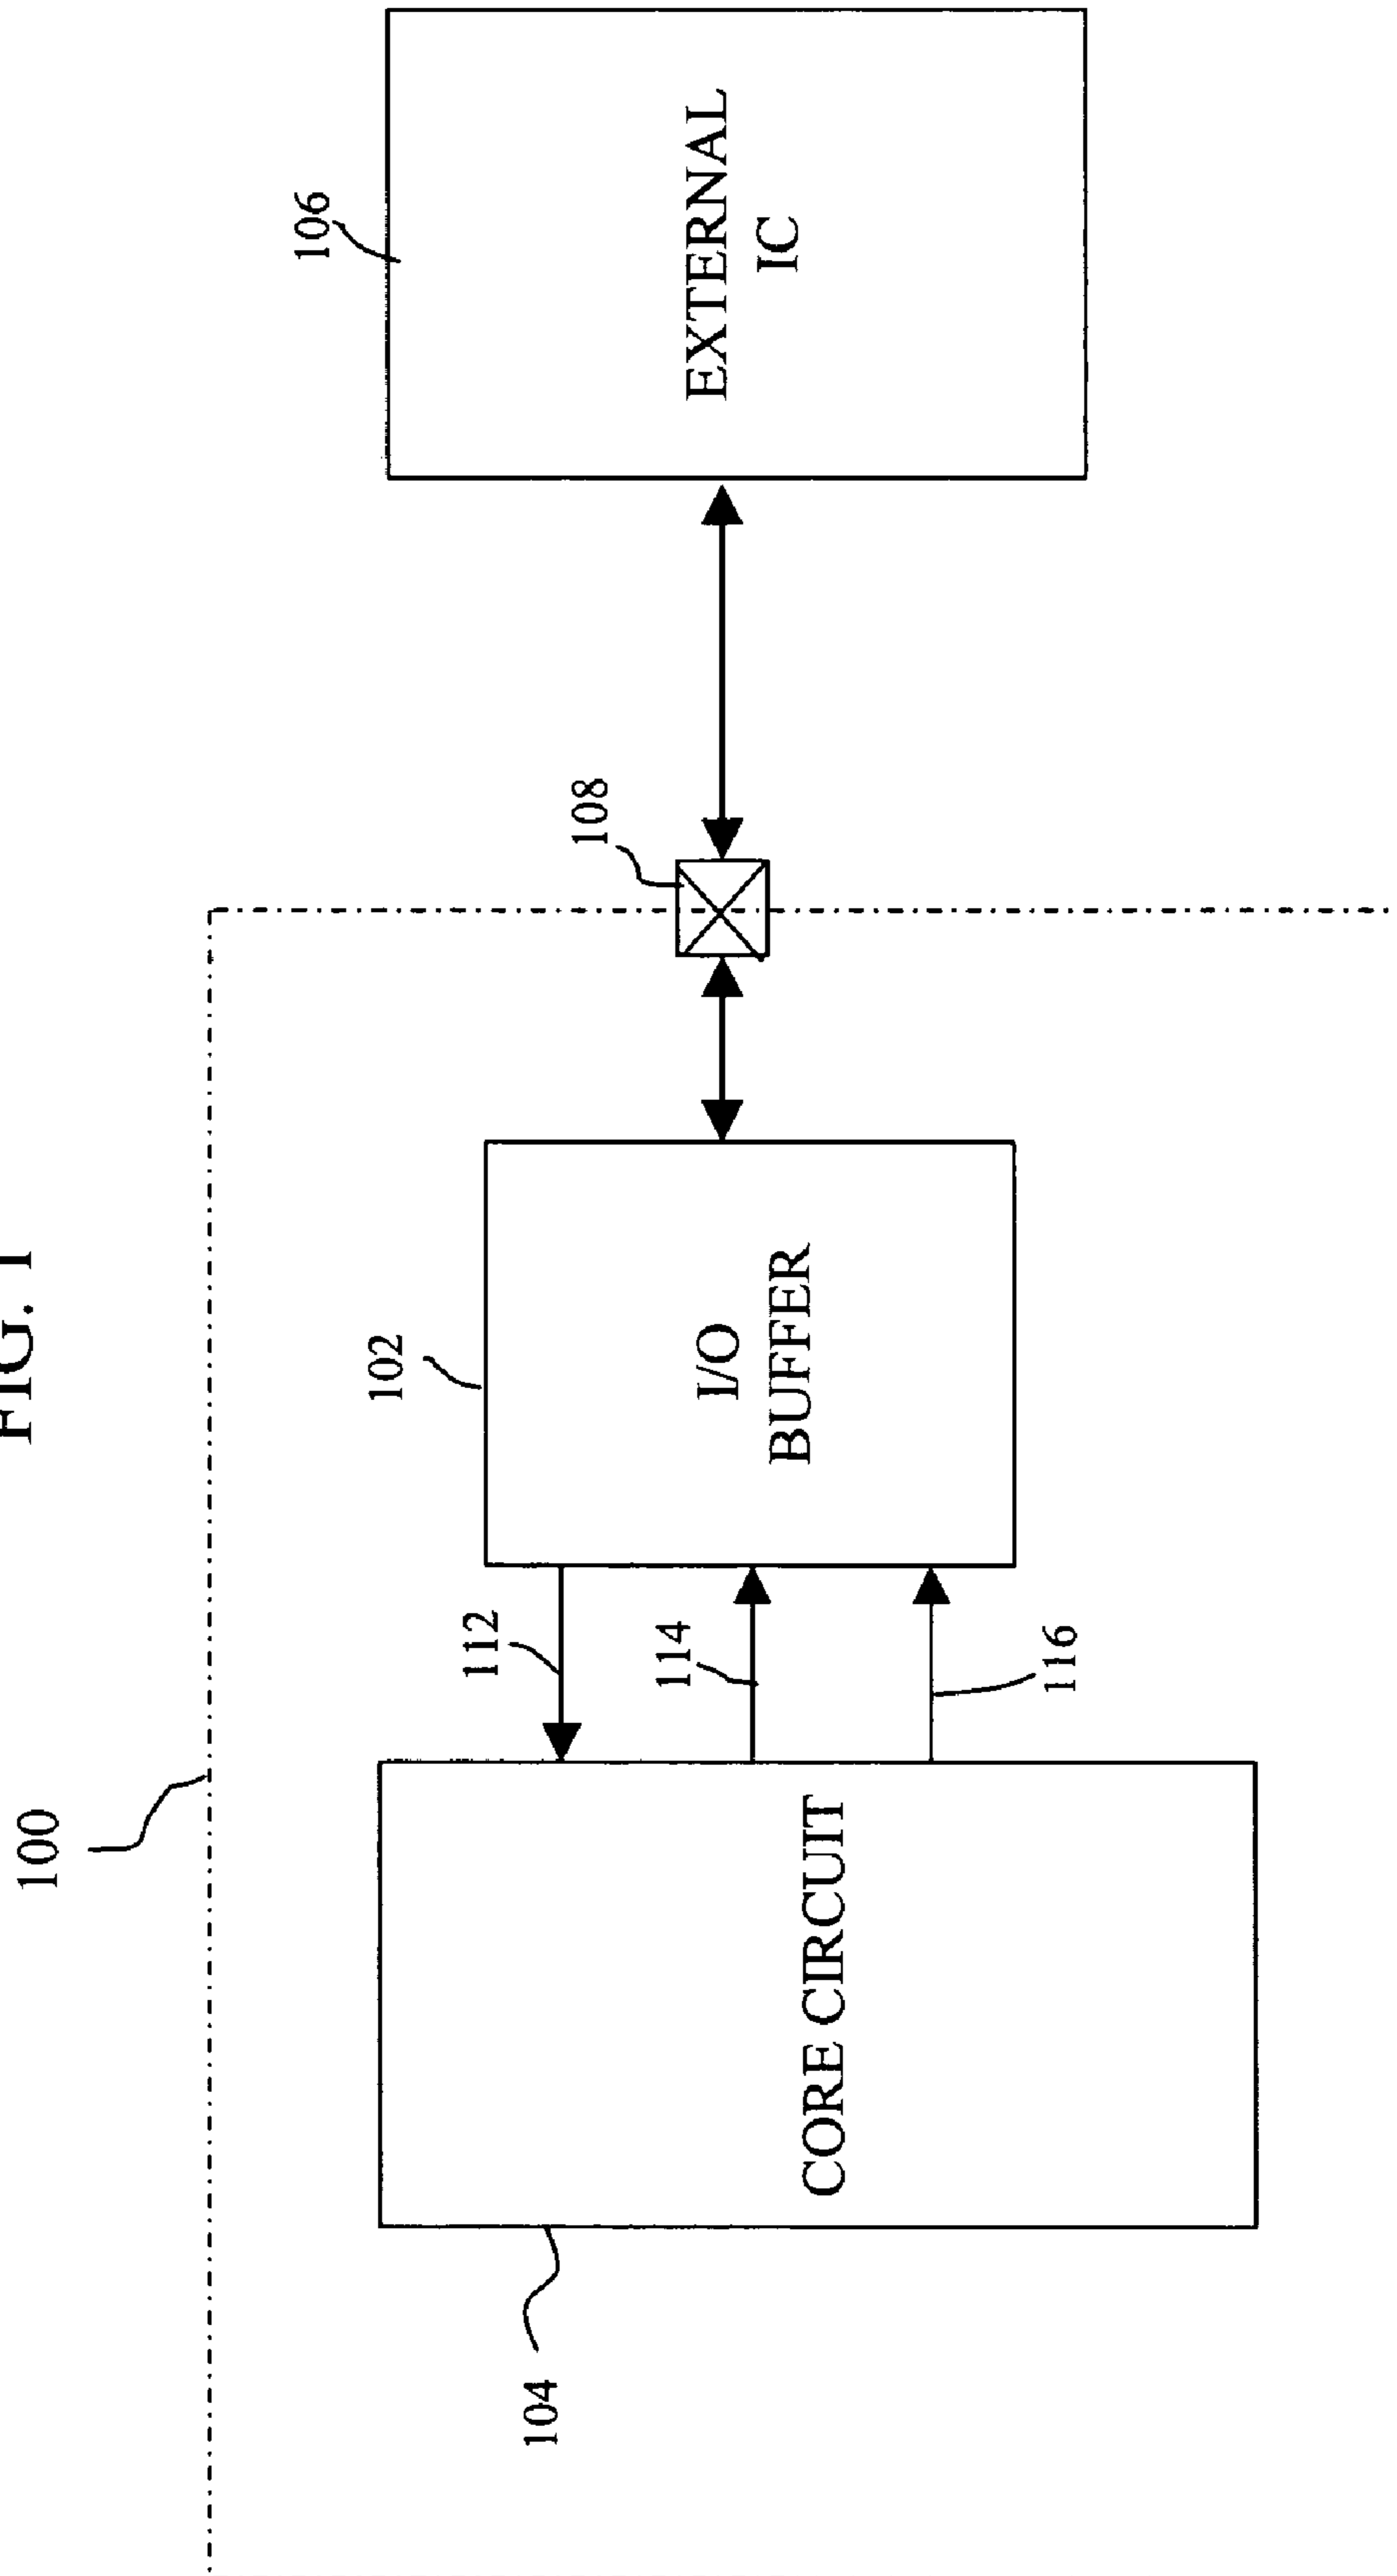 FIG. 1
100
104
CORE CIRCUIT
112
114
116
102
I/O
BUFFER
108
106
EXTERNAL
IC